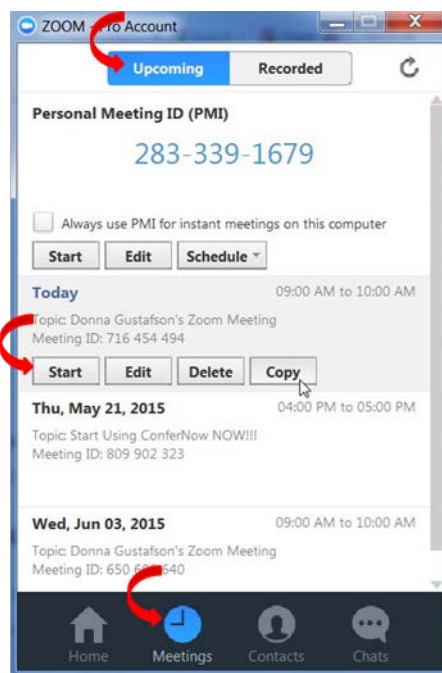 ZOOM - Pro Account
Upcoming Recorded
Personal Meeting ID (PMI)
283-339-1679
Always use PMI for instant meetings on this computer
Start Edit Schedule
Today 09:00 AM to 10:00 AM
Topic: Donna Gustafson's Zoom Meeting
Meeting ID: 716 454 494
Start Edit Delete Copy
Thu, May 21, 2015 04:00 PM to 05:00 PM
Topic: Start Using ConferNow NOW!!!
Meeting ID: 809 902 323
Wed, Jun 03, 2015 09:00 AM to 10:00 AM
Topic: Donna Gustafson's Zoom Meeting
Meeting ID: 650 640
Home Meetings Contacts Chats